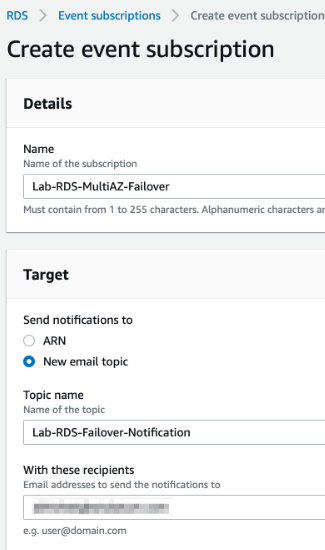 RDS > Event subscriptions > Create event subscription
Create event subscription
Details
Name
Name of the subscription
Lab-RDS-MultiAZ-Failover
Must contain from 1 to 255 characters. Alphanumeric characters an
Target
Send notifications to
ARN
New email topic
Topic name
Name of the topic
Lab-RDS-Failover-Notification
With these recipients
Email addresses to send the notifications to
e.g. user@domain.com